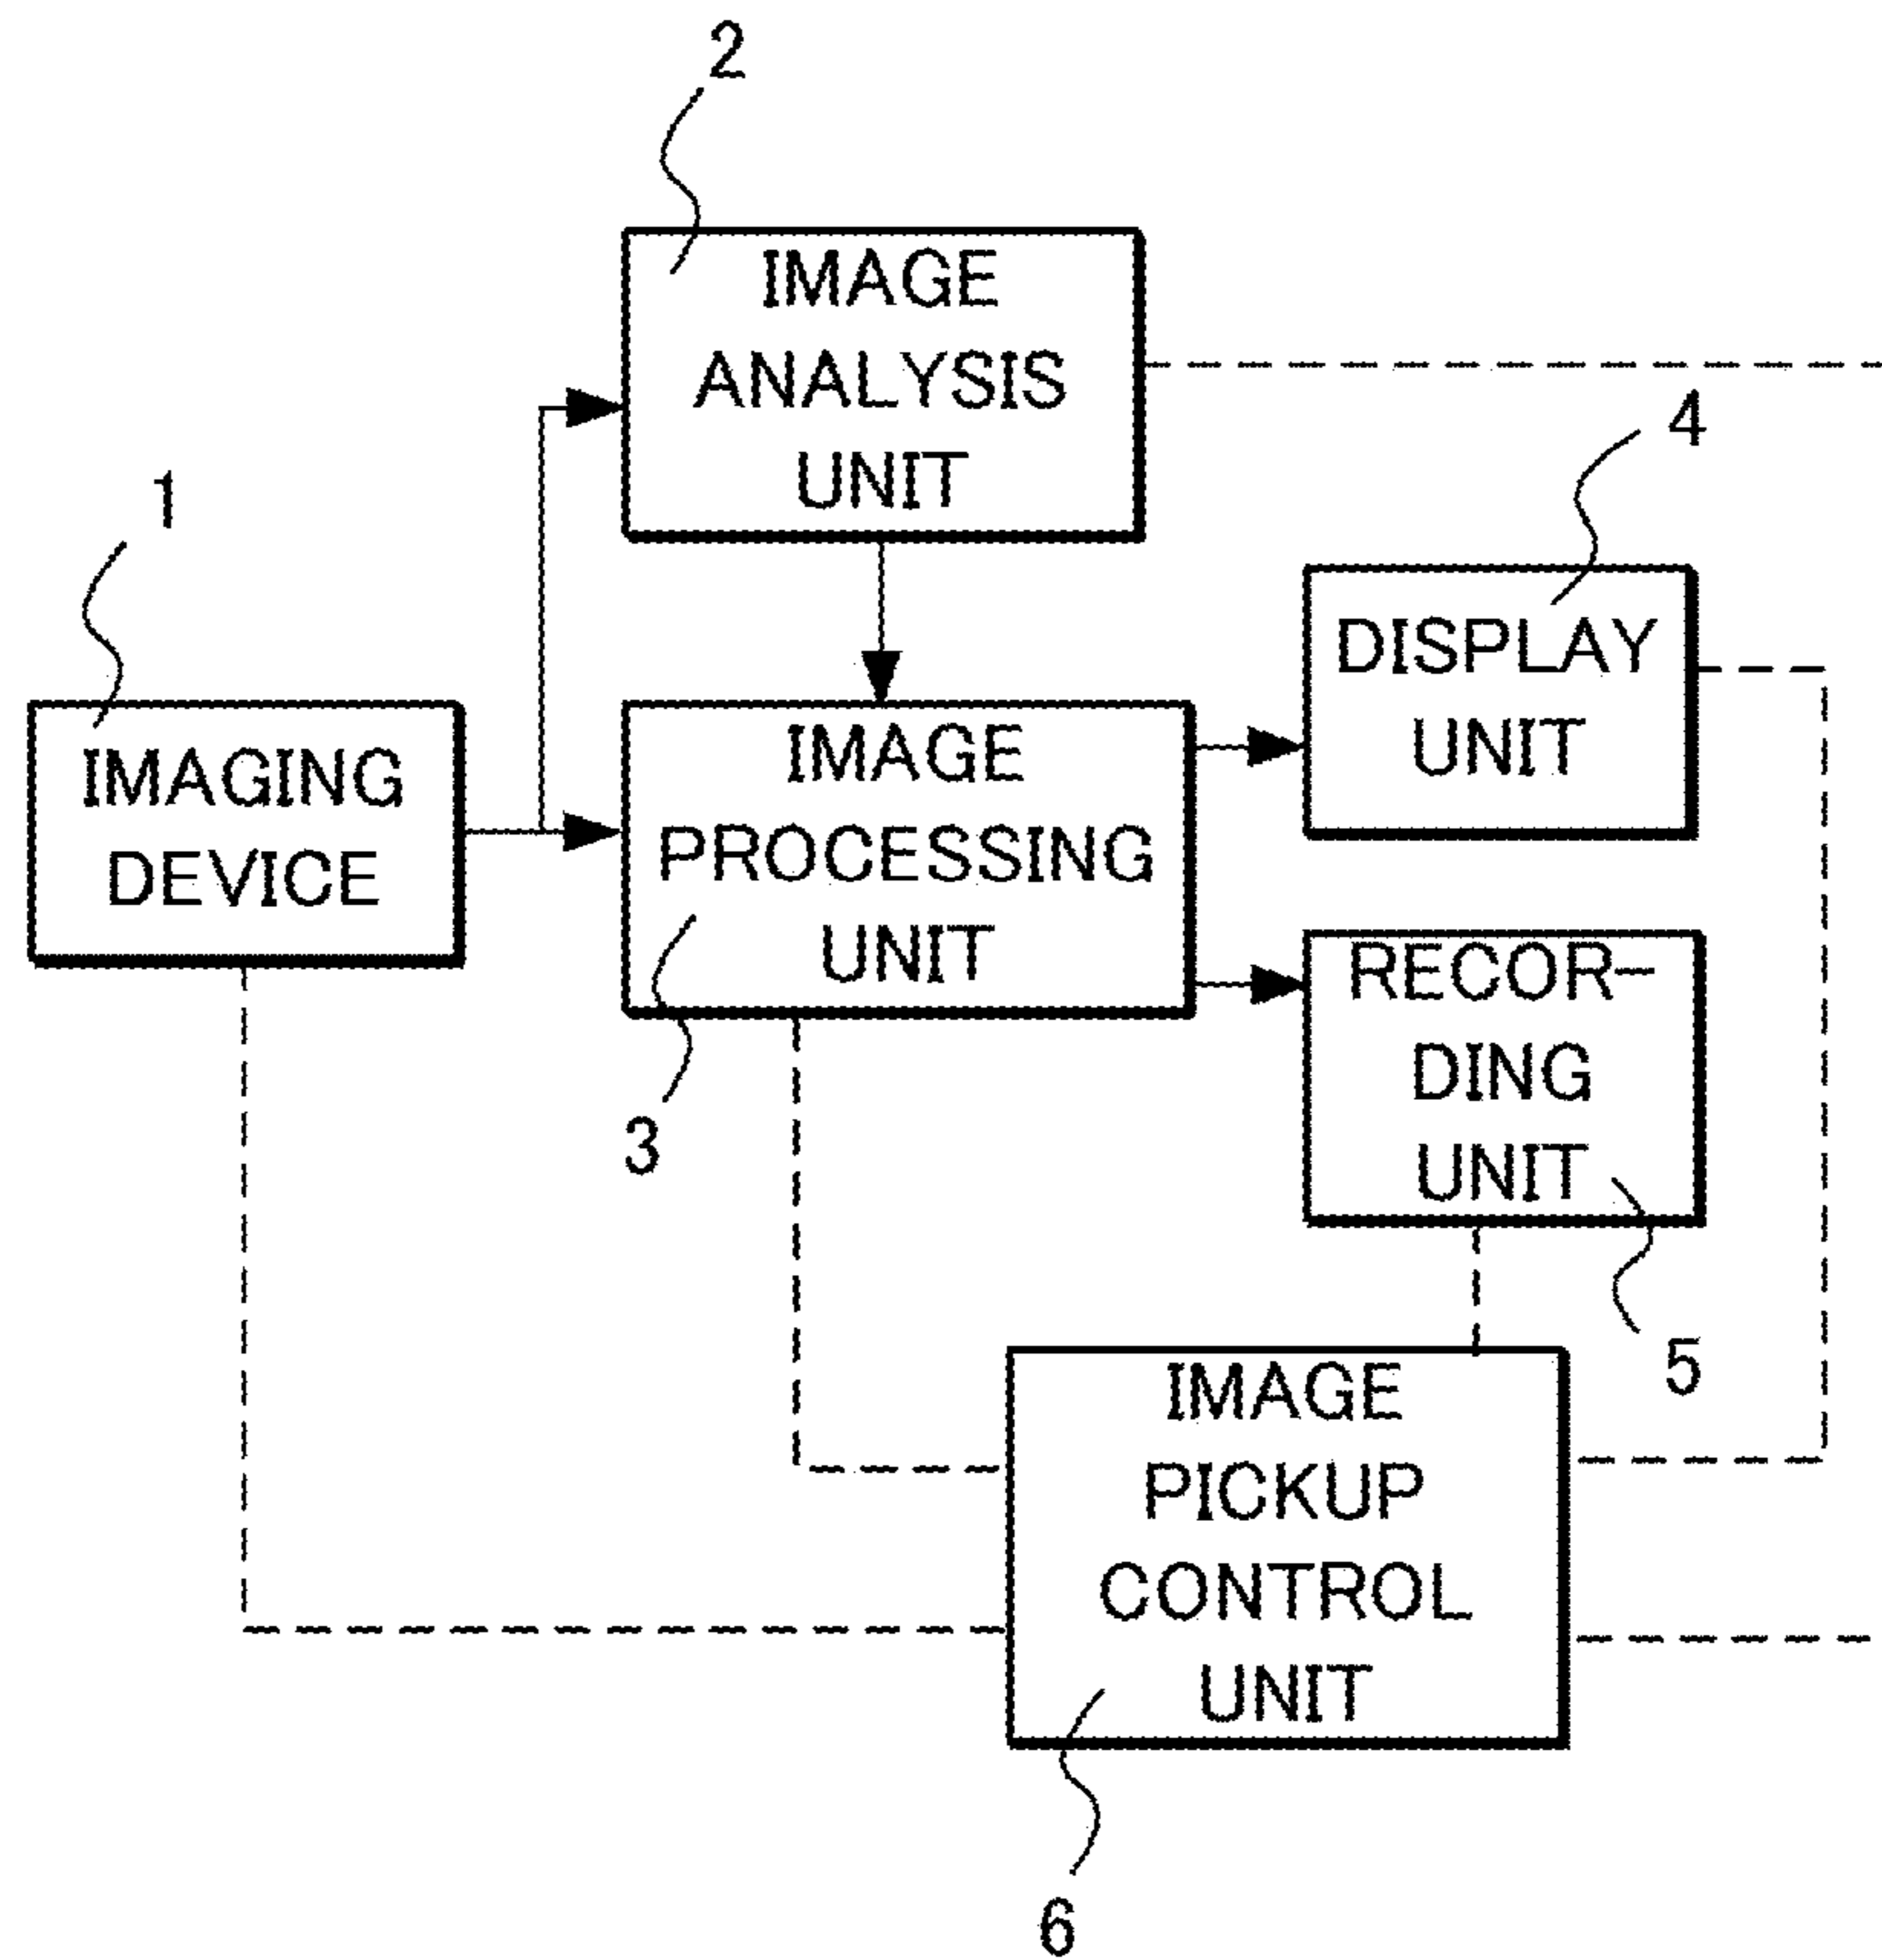 2
IMAGE
ANALYSIS
UNIT
1
IMAGING
DEVICE
IMAGE
PROCESSING
UNIT
3
4
DISPLAY
UNIT
RECOR-
DING
UNIT
5
IMAGE
PICKUP
CONTROL
UNIT
6